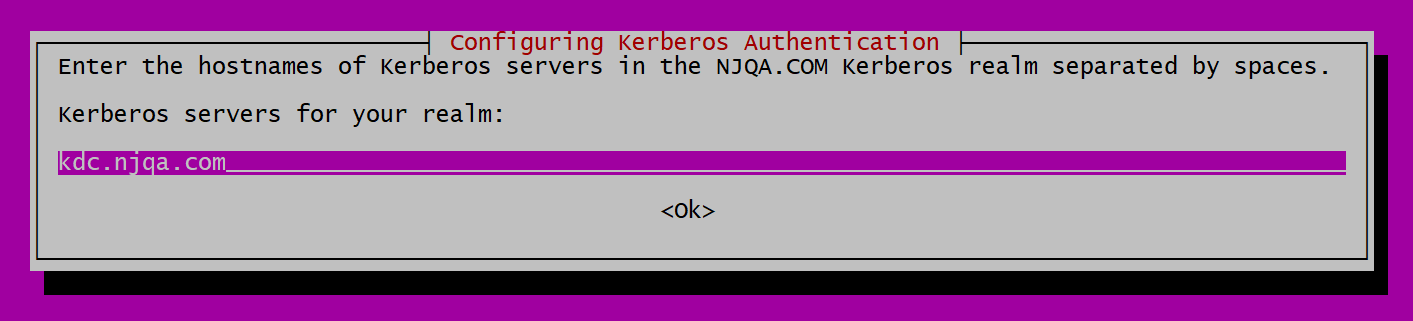 Configuring Kerberos Authentication
Enter the hostnames of Kerberos servers in the NJQA.COM Kerberos realm separated by spaces.
Kerberos servers for your realm:
kdc.njqa.com
<Ok>